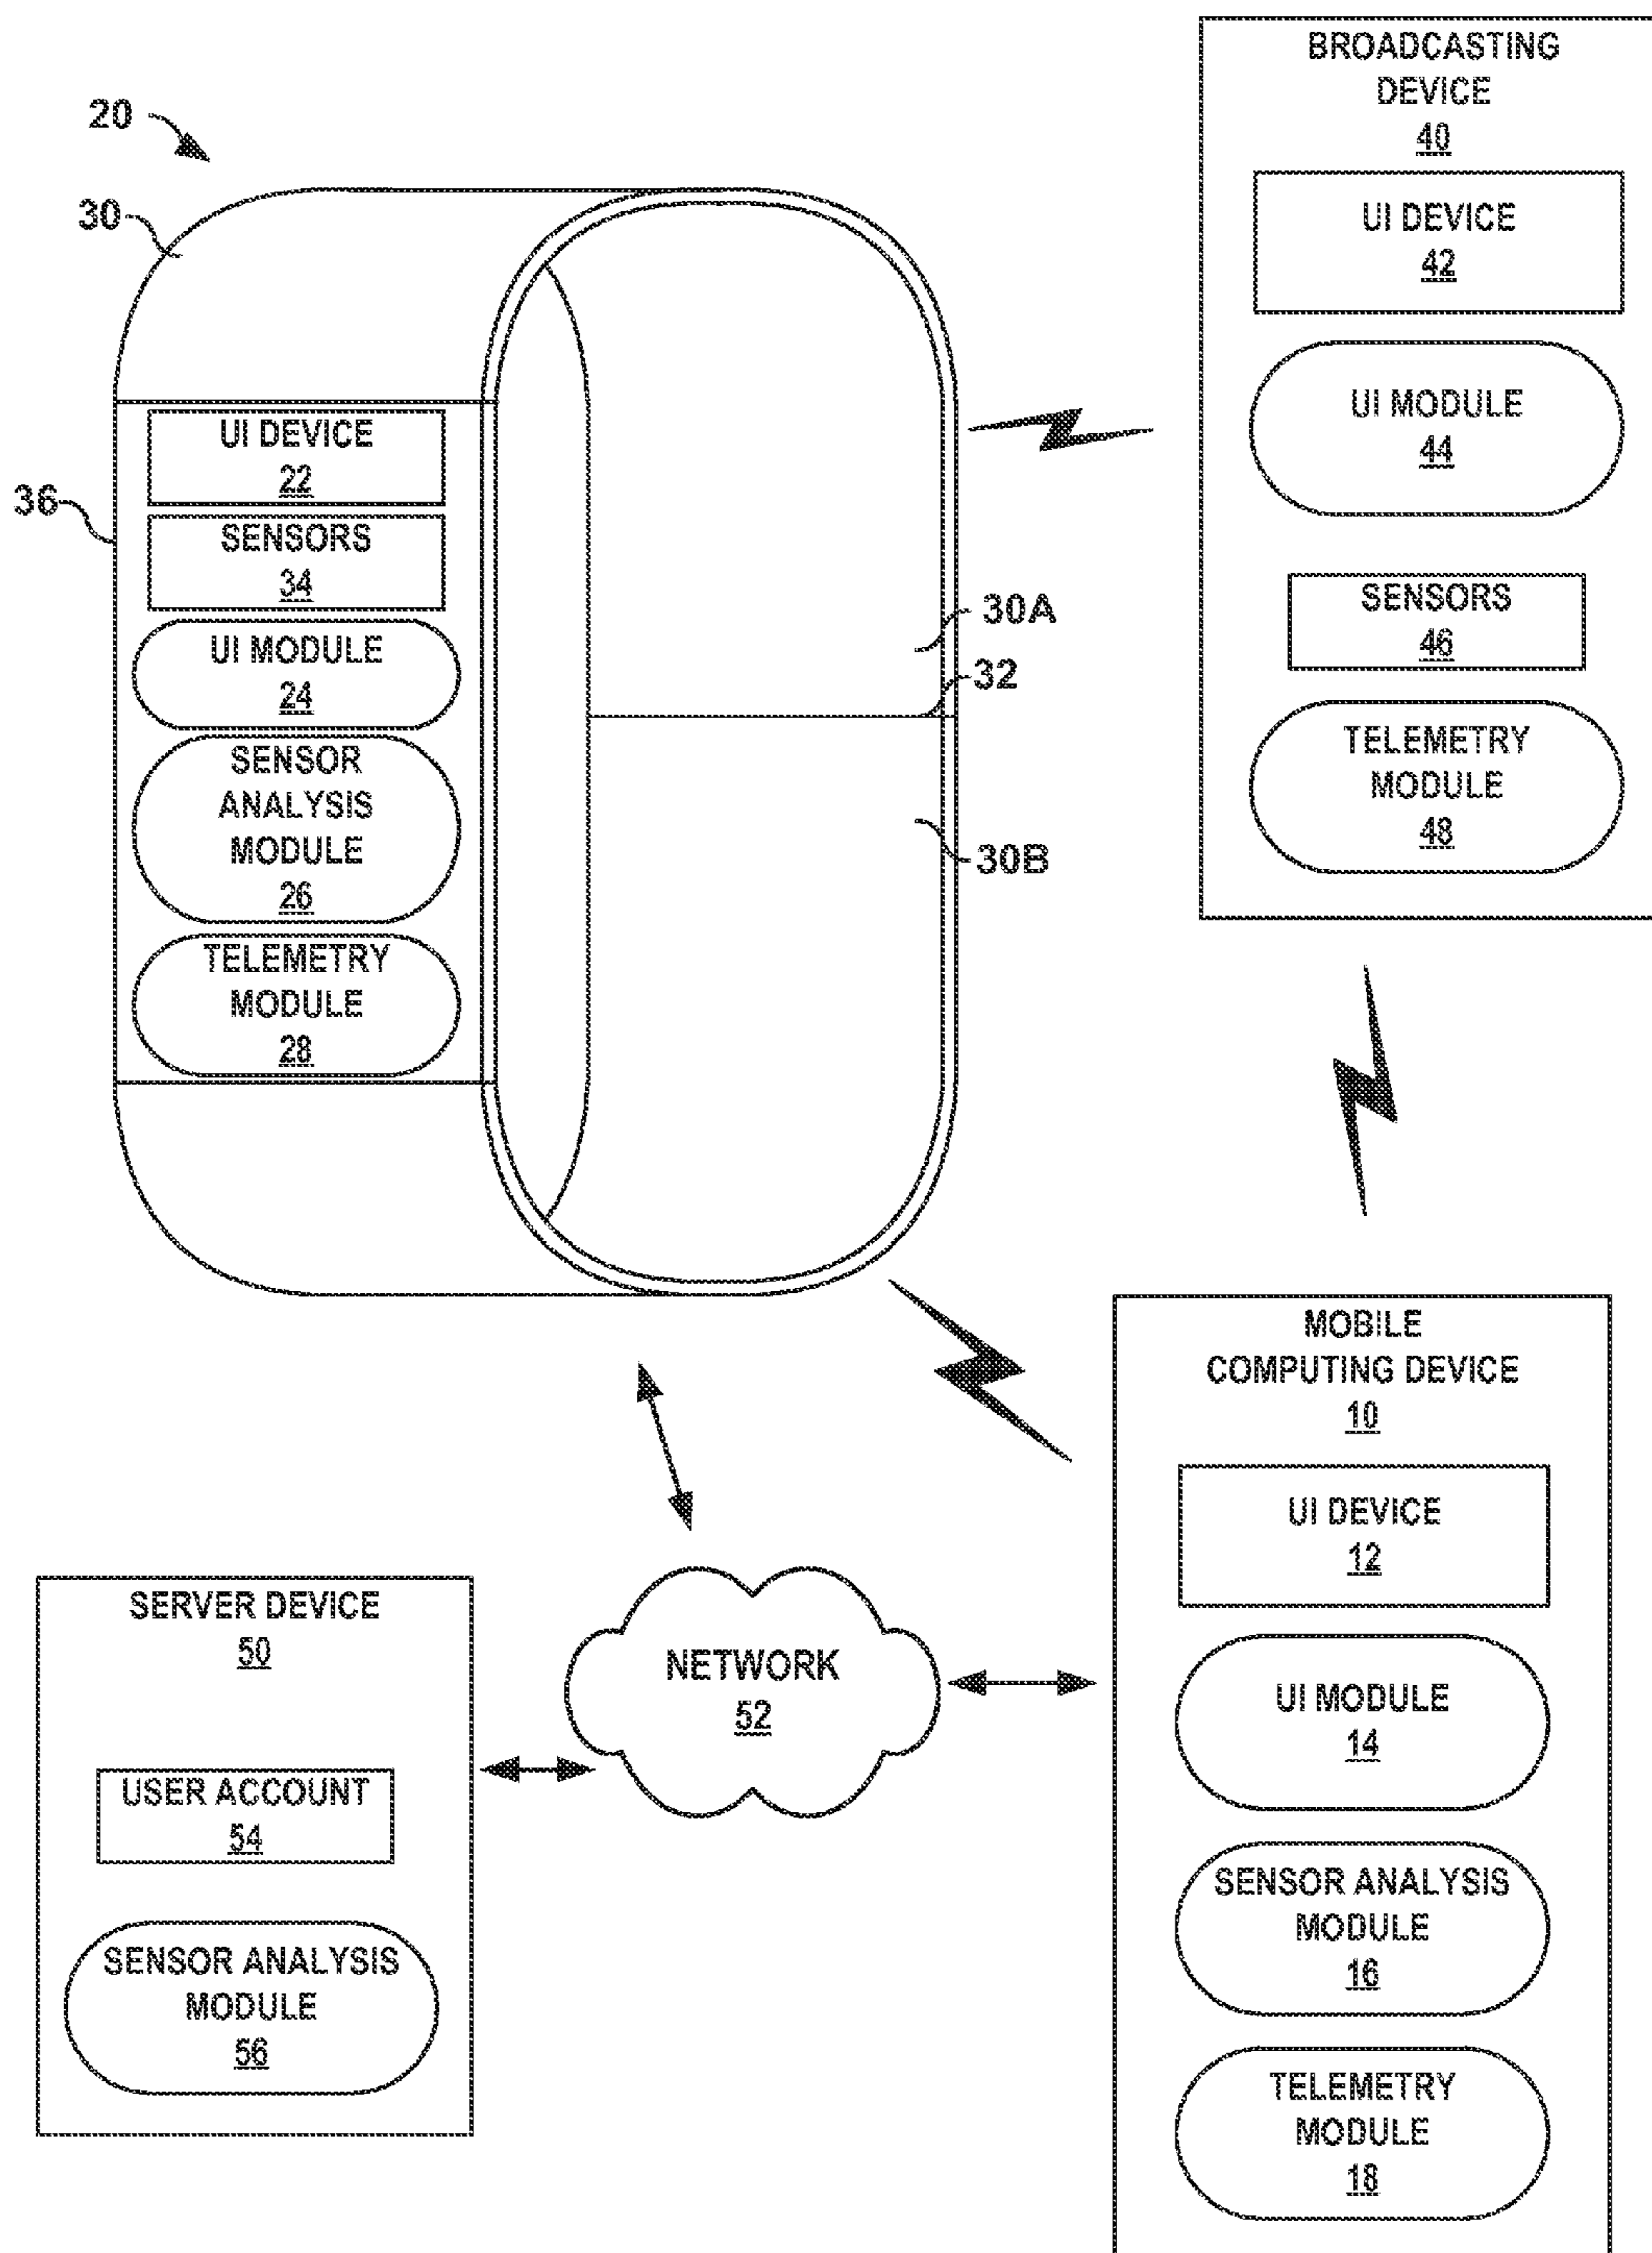 20
30
36
UI DEVICE
22
SENSORS
34
UI MODULE
24
SENSOR
ANALYSIS
MODULE
26
TELEMETRY
MODULE
28
30A
32
30B
BROADCASTING
DEVICE
40
UI DEVICE
42
UI MODULE
44
SENSORS
46
TELEMETRY
MODULE
48
MOBILE
COMPUTING DEVICE
10
UI DEVICE
12
UI MODULE
14
SENSOR ANALYSIS
MODULE
16
TELEMETRY
MODULE
18
NETWORK
52
SERVER DEVICE
50
USER ACCOUNT
54
SENSOR ANALYSIS
MODULE
56